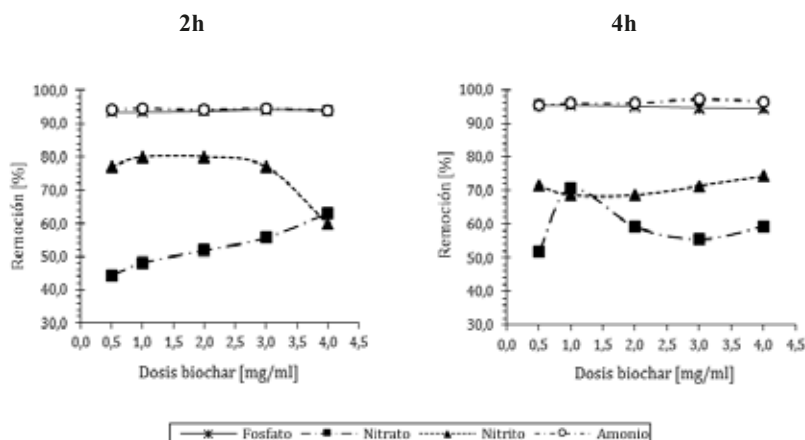 2h
4h
100,0
90,0
80,0
70,0
60,0
50,0
40,0
30,0
Remoción [%]
0,0 0,5 1,0 1,5 2,0 2,5 3,0 3,5 4,0 4,5
Dosis biochar [mg/ml]
100,0
90,0
80,0
70,0
60,0
50,0
40,0
30,0
Remoción [%]
0,0 0,5 1,0 1,5 2,0 2,5 3,0 3,5 4,0 4,5
Dosis biochar [mg/ml]
Fosfato Nitrato Nitrito Amonio